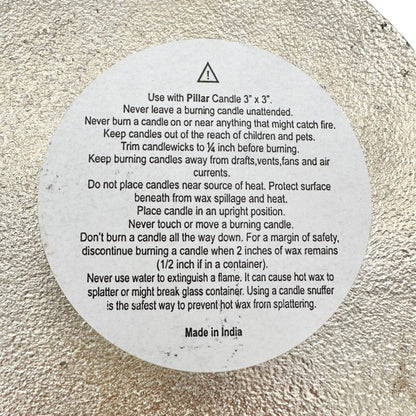 Use with Pillar Candle 3" x 3".
Never leave a burning candle unattended.
Never burn a candle on or near anything that might catch fire.
Keep candles out of the reach of children and pets.
Trim candlewicks to ¼ inch before burning.
Keep burning candles away from drafts,vents,fans and air
currents.
Do not place candles near source of heat. Protect surface
beneath from wax spillage and heat.
Place candle in an upright position.
Never touch or move a burning candle.
Don't burn a candle all the way down. For a margin of safety,
discontinue burning a candle when 2 inches of wax remains
(1/2 inch if in a container).
Never use water to extinguish a flame. It can cause hot wax to
splatter or might break glass container. Using a candle snuffer
is the safest way to prevent hot wax from splattering.
Made in India